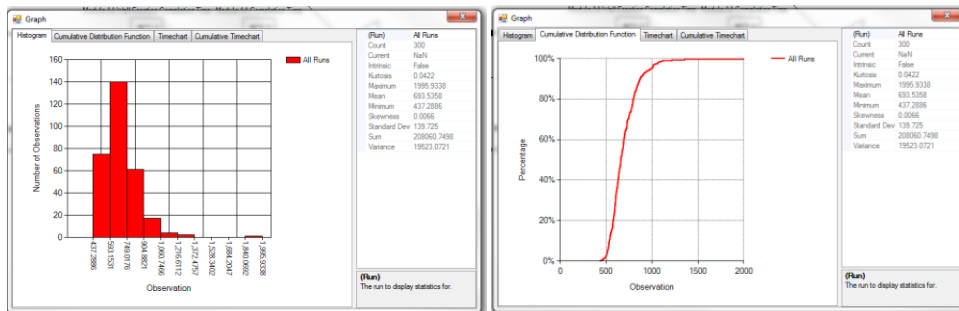 Graph
Histogram Cumulative Distribution Function Timechart Cumulative Timechart
160
140
120
100
80
60
40
20
0
Number of Observations
437.2886
593.1531
749.0176
904.8821
1,060.7466
1,216.6112
1,372.4757
1,528.3402
1,684.2047
1,840.0692
1,995.9338
Observation
All Runs
(Run) All Runs
Count 300
Current NaN
Intrinsic False
Kurtosis 0.0422
Maximum 1995.9338
Mean 693.5358
Minimum 437.2886
Skewness 0.0066
Standard Dev 139.725
Sum 208060.7498
Variance 19523.0721
(Run)
The run to display statistics for.
Graph
Histogram Cumulative Distribution Function Timechart Cumulative Timechart
100%
80%
60%
40%
20%
0%
Percentage
0 500 1000 1500 2000
Observation
All Runs
(Run) All Runs
Count 300
Current NaN
Intrinsic False
Kurtosis 0.0422
Maximum 1995.9338
Mean 693.5358
Minimum 437.2886
Skewness 0.0066
Standard Dev 139.725
Sum 208060.7498
Variance 19523.0721
(Run)
The run to display statistics for.